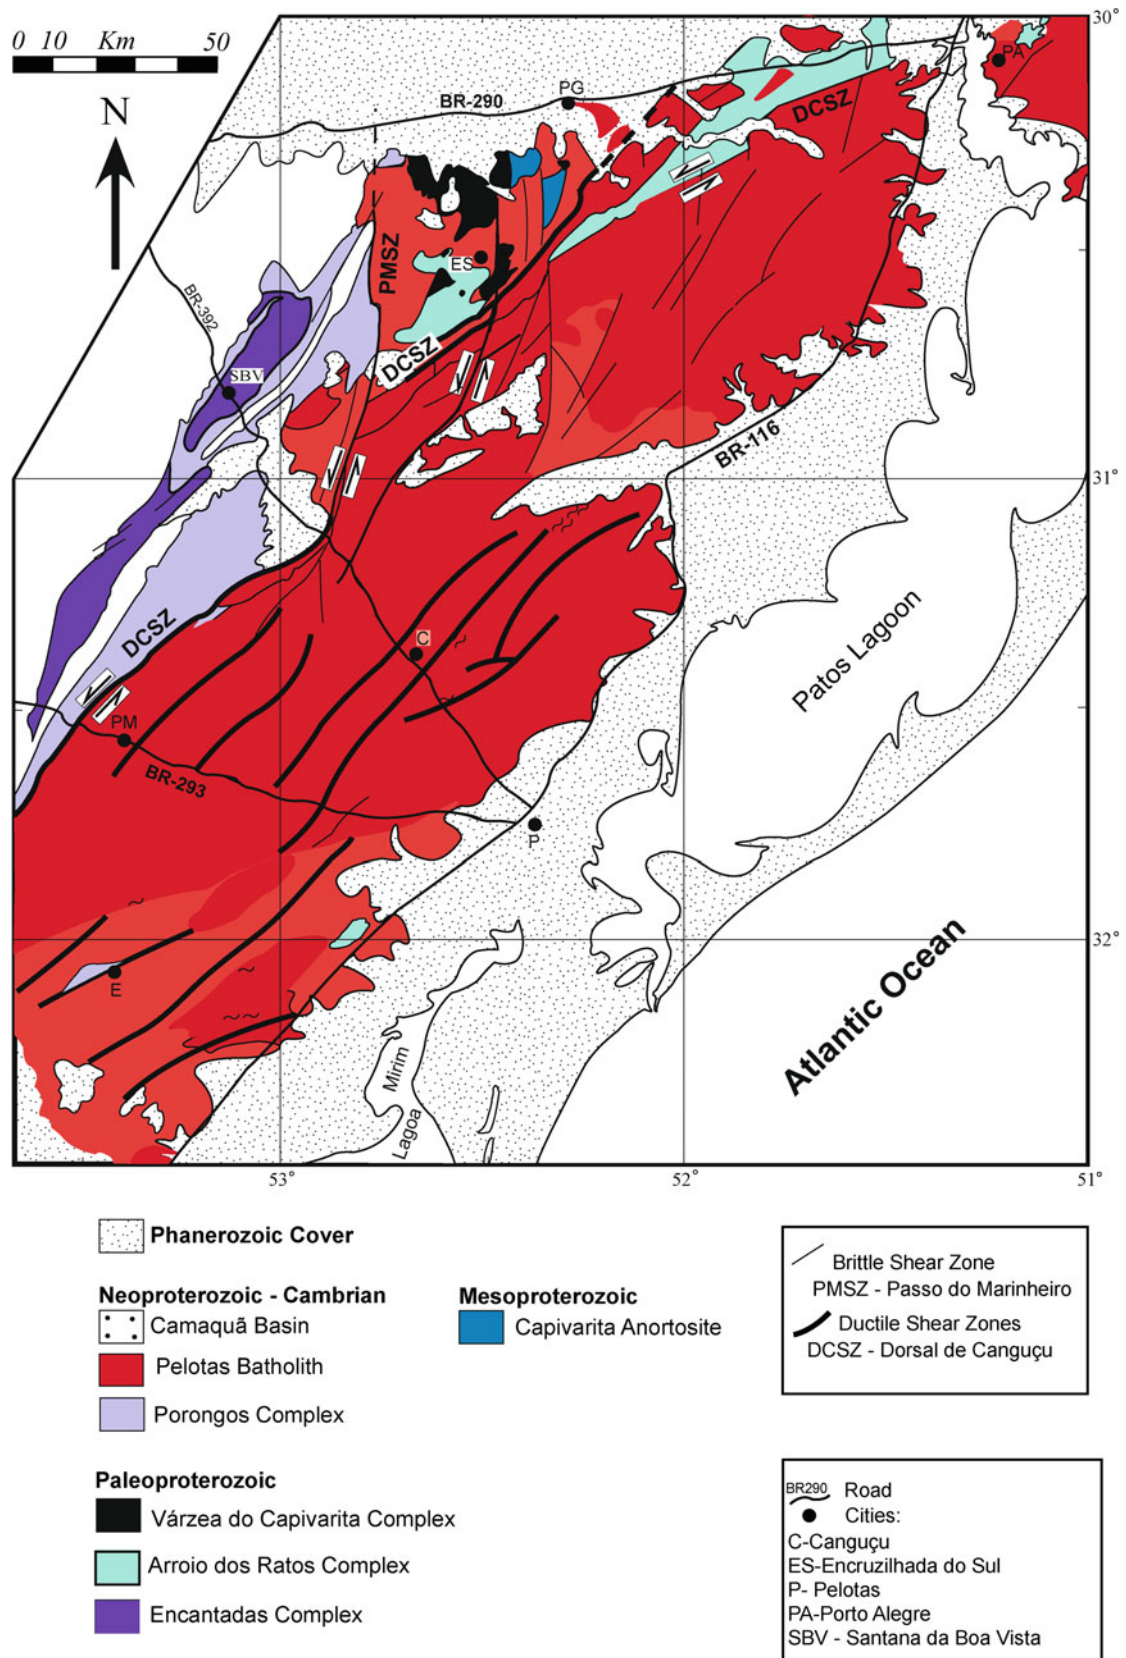 0 10 Km 50
N
30°
PA
PG
BR-290
DCSZ
PMSZ
ES
BR-392
DCSZ
SBV
BR-116
31°
DCSZ
C
Patos Lagoon
PM
BR-293
P
32°
E
Atlantic Ocean
Mirim
Lagoa
53° 52° 51°
Phanerozoic Cover
Neoproterozoic - Cambrian
Camaquã Basin
Pelotas Batholith
Porongos Complex
Mesoproterozoic
Capivarita Anortosite
Paleoproterozoic
Várzea do Capivarita Complex
Arroio dos Ratos Complex
Encantadas Complex
Brittle Shear Zone
PMSZ - Passo do Marinheiro
Ductile Shear Zones
DCSZ - Dorsal de Canguçu
BR290 Road
Cities:
C-Canguçu
ES-Encruzilhada do Sul
P- Pelotas
PA-Porto Alegre
SBV - Santana da Boa Vista